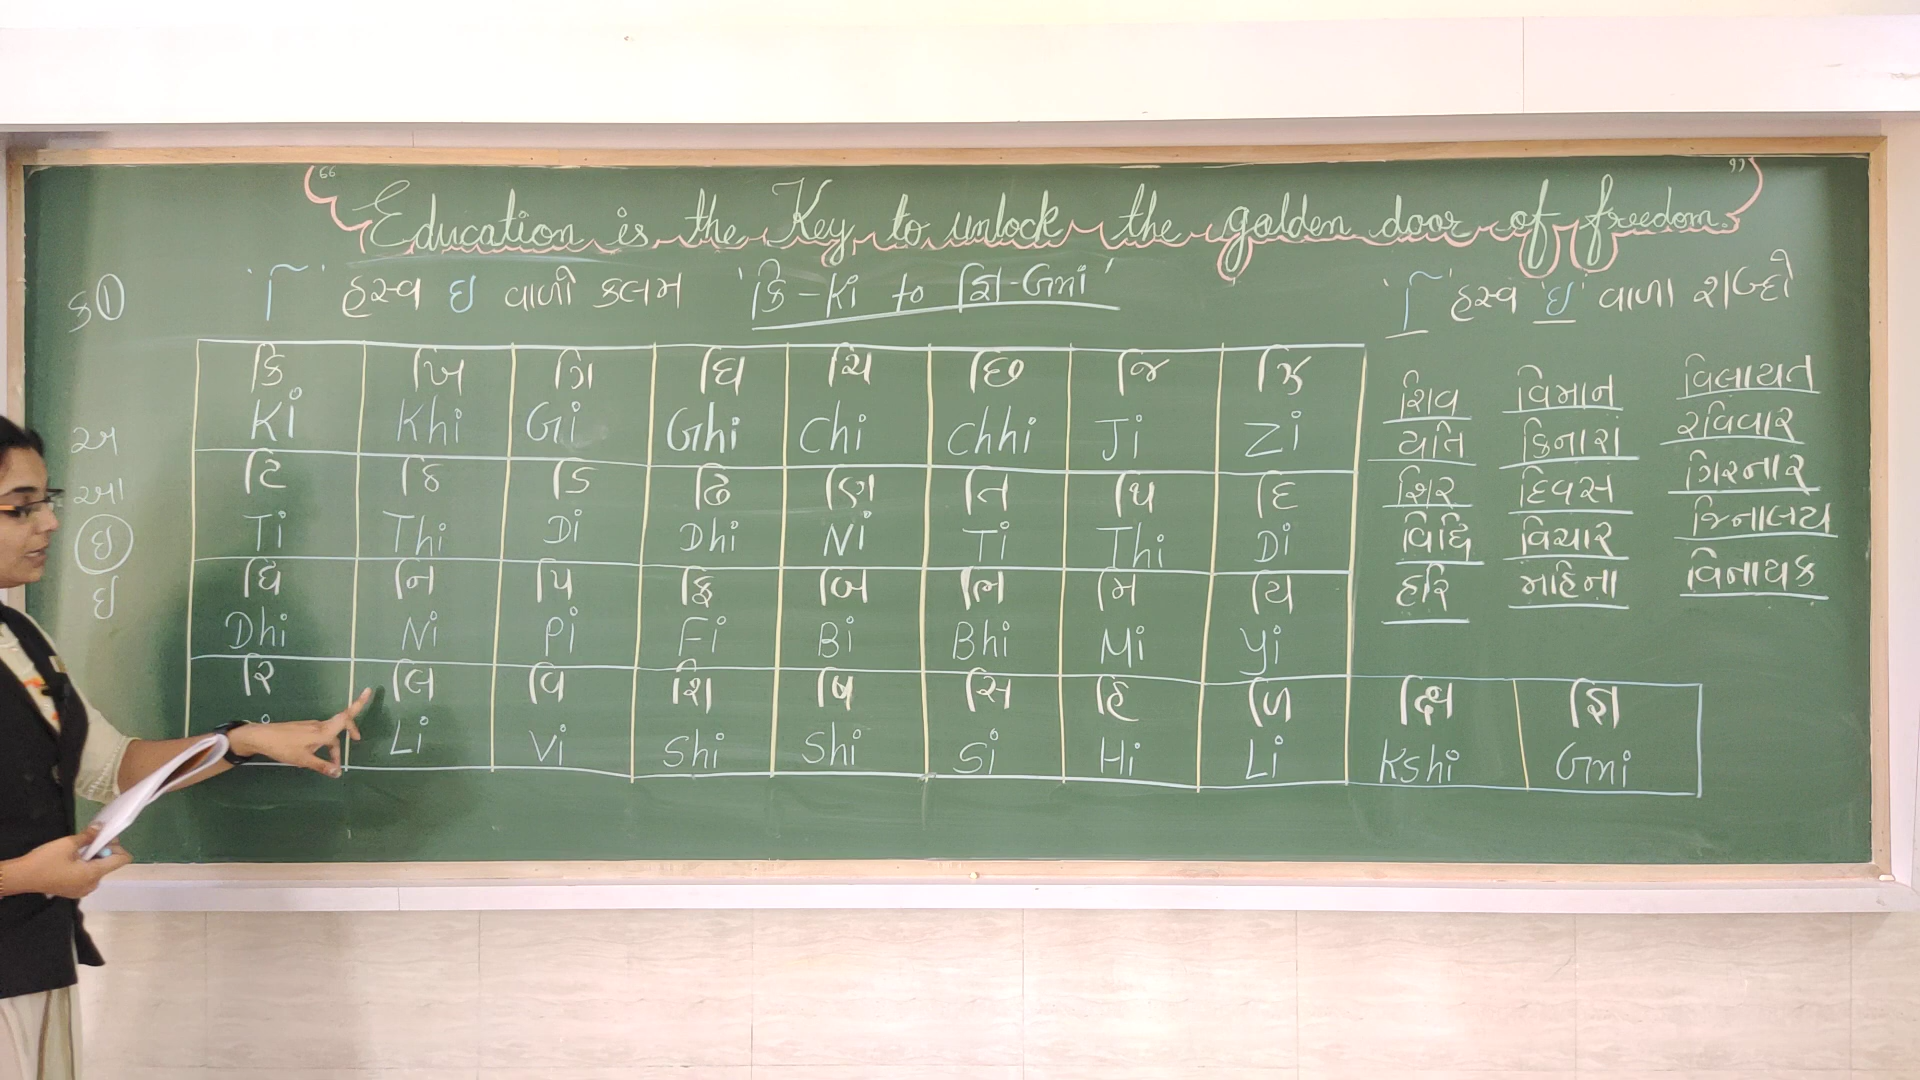 “ Education is the Key to unlock the golden door of freedom. ”
'િ' હ્રસ્વ ઇ વાળી કલમ 'કિ-Ki to જ્ઞિ-Gni'
ક ૧
અ
આ
ઇ
ઈ
કિ ખિ ગિ ઘિ ચિ છિ જિ ઝિ
Ki Khi Gi Ghi Chi Chhi Ji Zi
ટિ ઠિ ડિ ઢિ ણિ તિ થિ દિ
Ti Thi Di Dhi Ni Ti Thi Di
ધિ નિ પિ ફિ બિ ભિ મિ યિ
Dhi Ni Pi Fi Bi Bhi Mi Yi
રિ લિ વિ શિ ષિ સિ હિ ળિ ક્ષિ જ્ઞિ
Li Vi Shi Shi Si Hi Li Kshi Gni
'િ' હ્રસ્વ 'ઇ' વાળા શબ્દો
શિવ વિમાન વિલાયત
યતિ કિનારા રવિવાર
શિર દિવસ ગિરનાર
વિધિ વિચાર જિનાલય
હરિ મહિના વિનાયક